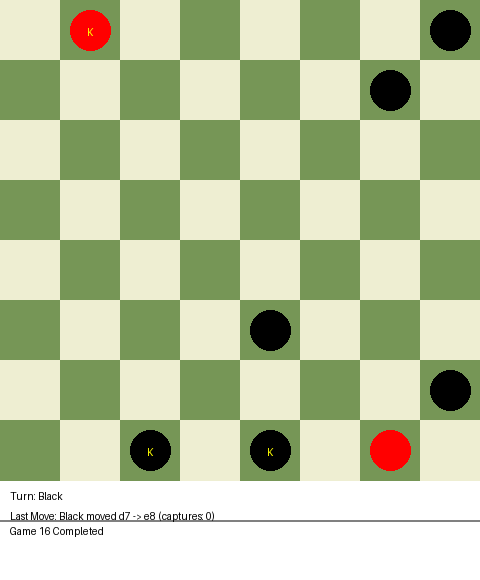 K
K
K
Turn: Black
Last Move: Black moved d7 -> e8 (captures: 0)
Game 16 Completed